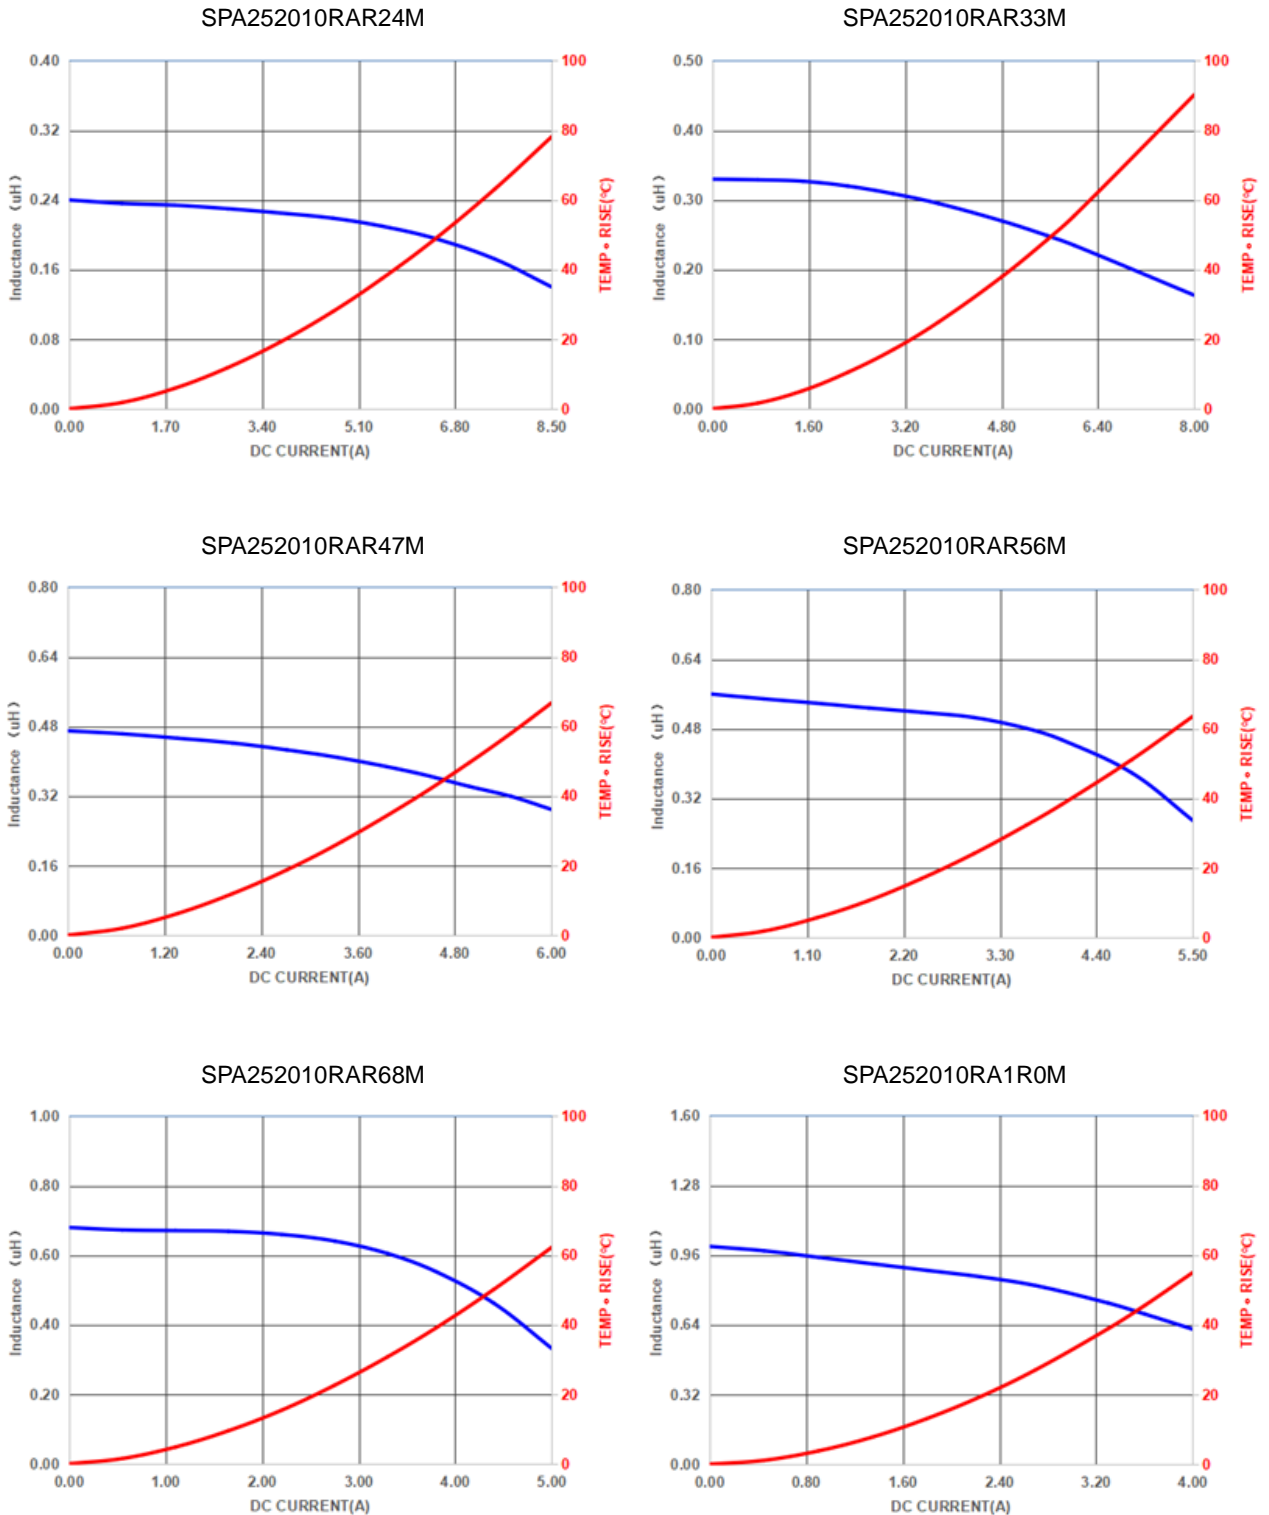 SPA252010RAR24M
0.40
0.32
0.24
0.16
0.08
0.00
100
80
60
40
20
0
0.00 1.70 3.40 5.10 6.80 8.50
DC CURRENT(A)
Inductance (uH)
TEMP • RISE(℃)
SPA252010RAR33M
0.50
0.40
0.30
0.20
0.10
0.00
100
80
60
40
20
0
0.00 1.60 3.20 4.80 6.40 8.00
DC CURRENT(A)
Inductance (uH)
TEMP • RISE(℃)
SPA252010RAR47M
0.80
0.64
0.48
0.32
0.16
0.00
100
80
60
40
20
0
0.00 1.20 2.40 3.60 4.80 6.00
DC CURRENT(A)
Inductance (uH)
TEMP • RISE(℃)
SPA252010RAR56M
0.80
0.64
0.48
0.32
0.16
0.00
100
80
60
40
20
0
0.00 1.10 2.20 3.30 4.40 5.50
DC CURRENT(A)
Inductance (uH)
TEMP • RISE(℃)
SPA252010RAR68M
1.00
0.80
0.60
0.40
0.20
0.00
100
80
60
40
20
0
0.00 1.00 2.00 3.00 4.00 5.00
DC CURRENT(A)
Inductance (uH)
TEMP • RISE(℃)
SPA252010RA1R0M
1.60
1.28
0.96
0.64
0.32
0.00
100
80
60
40
20
0
0.00 0.80 1.60 2.40 3.20 4.00
DC CURRENT(A)
Inductance (uH)
TEMP • RISE(℃)